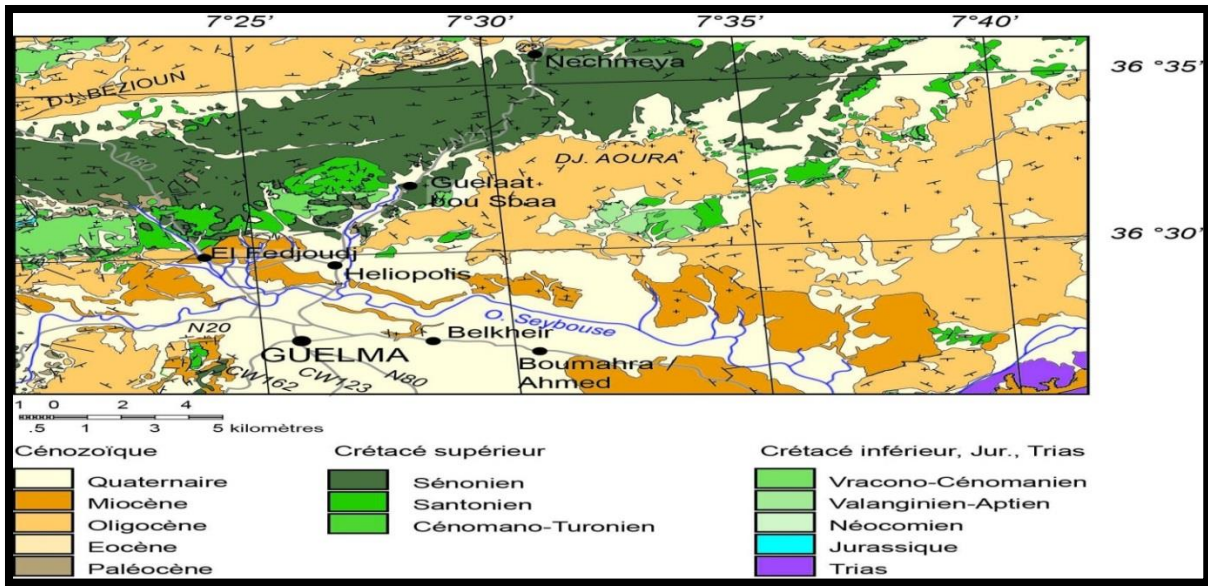 7°25’ 7°30’ 7°35’ 7°40’
36 °35’
Nechmeya
DJ. BEZIOUN
N80
N21
DJ. AOURA
Guelaat
bou Sbaa
36 °30’
El Fedjoudj
Heliopolis
O. Seybouse
N20
Belkheir
GUELMA
Boumahra
Ahmed
CW162
CW123
N80
1 0 2 4
.5 1 3 5 kilomètres
Cénozoïque
Quaternaire
Miocène
Oligocène
Eocène
Paléocène
Crétacé supérieur
Sénonien
Santonien
Cénomano-Turonien
Crétacé inférieur, Jur., Trias
Vracono-Cénomanien
Valanginien-Aptien
Néocomien
Jurassique
Trias